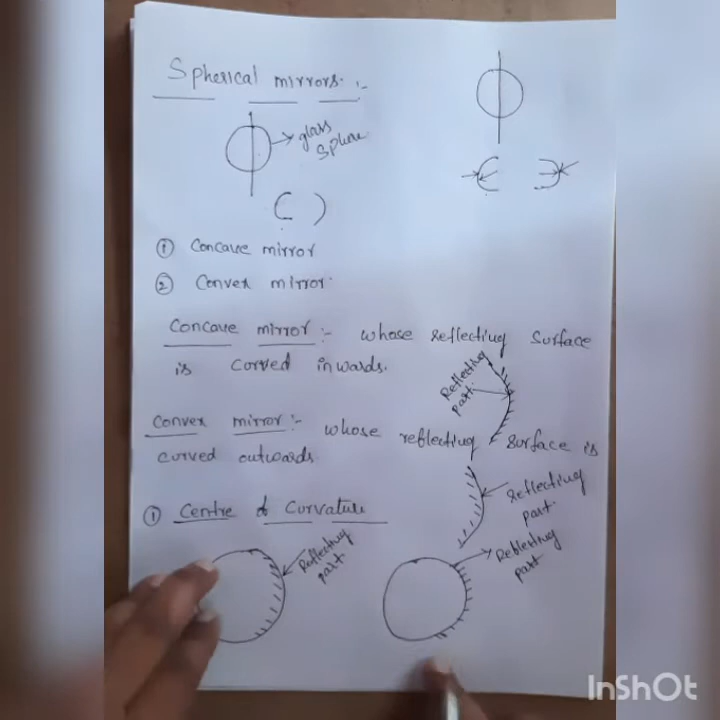 Spherical mirrors :-
glass
Sphere
① Concave mirror
② Convex mirror
Concave mirror :- whose reflecting surface
is corved inwards.
Reflecting
part.
Convex mirror :- whose reflecting surface is
curved outwards
Reflecting
part.
① Centre of Curvature
Reflecting
part
Reflecting
part
InShOt